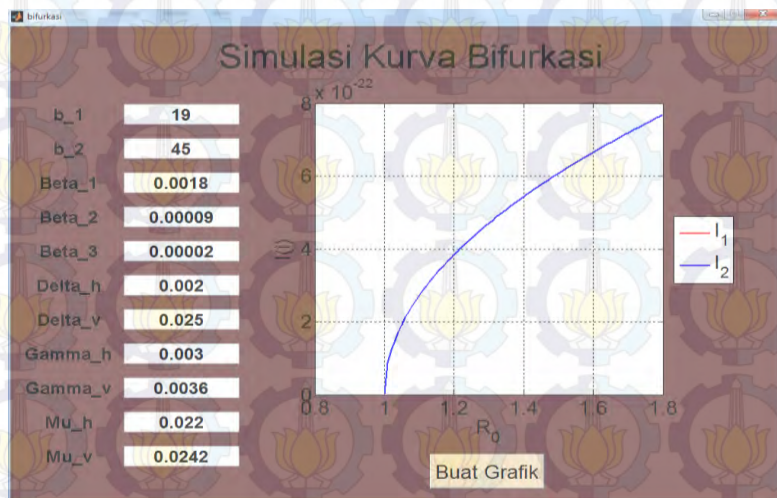 bifurkasi
Simulasi Kurva Bifurkasi
b_1 19
b_2 45
Beta_1 0.0018
Beta_2 0.00009
Beta_3 0.00002
Delta_h 0.002
Delta_v 0.025
Gamma_h 0.003
Gamma_v 0.0036
Mu_h 0.022
Mu_v 0.0242
x 10^-22
8
6
4
2
0
0.8 1 1.2 1.4 1.6 1.8
R_0
I_1
I_2
Buat Grafik